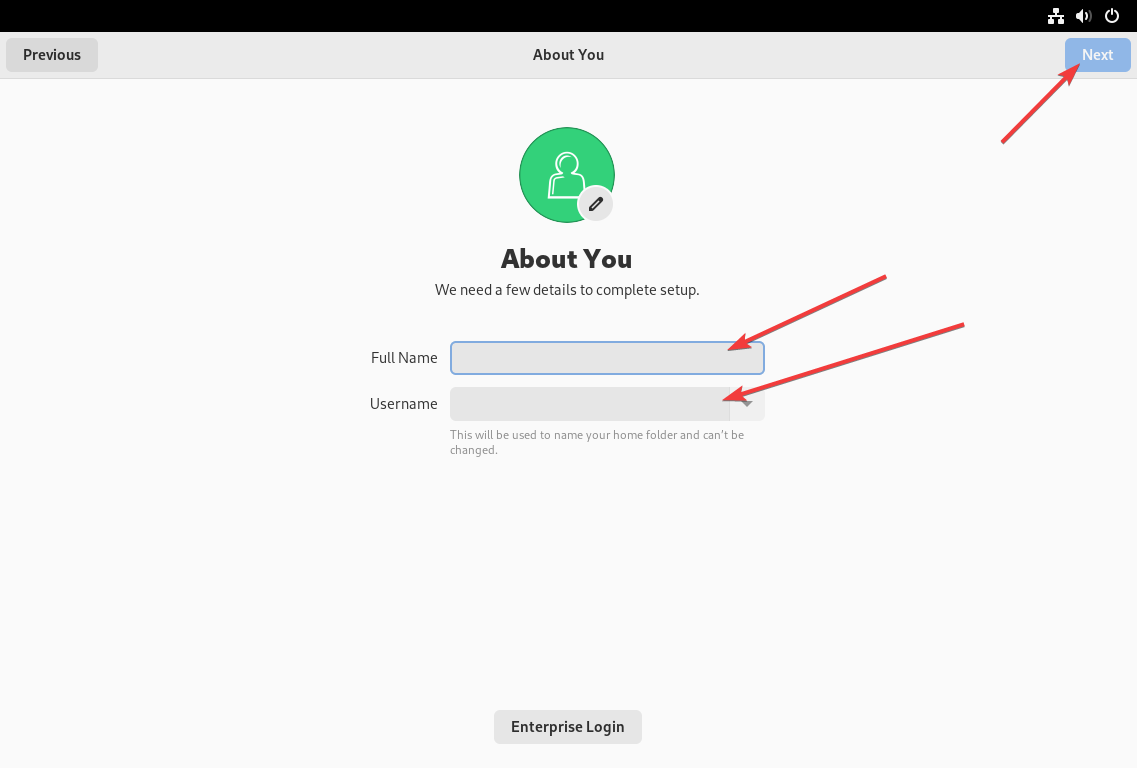 Previous
About You
Next
About You
We need a few details to complete setup.
Full Name
Username
This will be used to name your home folder and can’t be
changed.
Enterprise Login